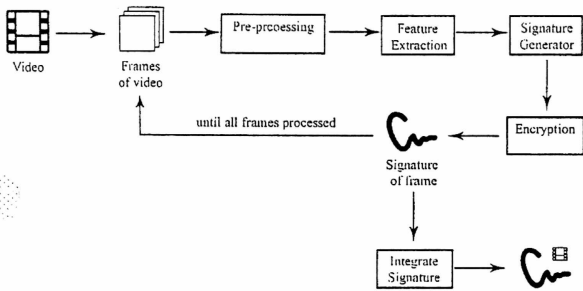 Video
Frames
of video
Pre-prcoessing
Feature
Extraction
Signature
Generator
Encryption
until all frames processed
Signature
of frame
Integrate
Signature